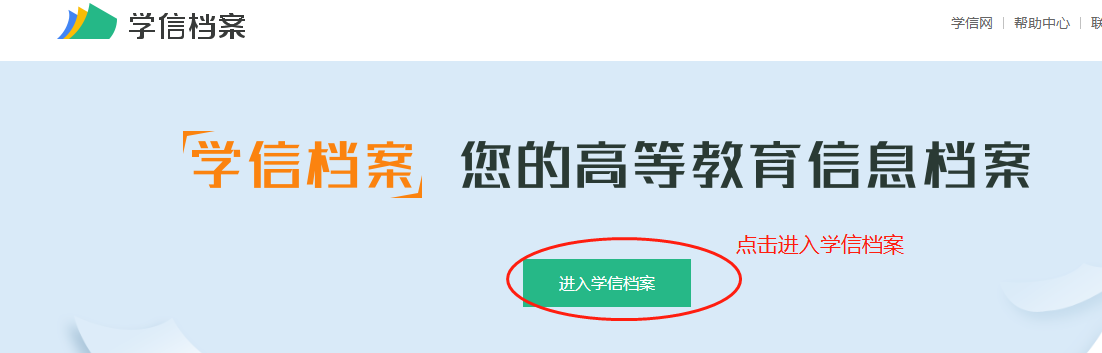 学信档案
学信网 | 帮助中心 | 联
学信档案 您的高等教育信息档案
点击进入学信档案
进入学信档案